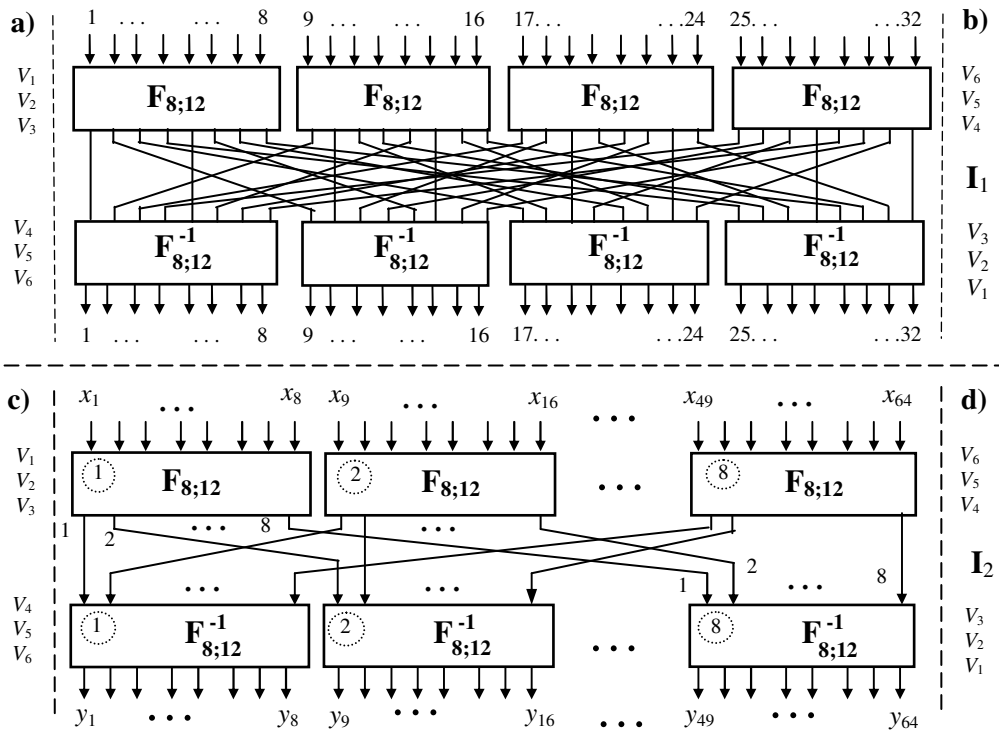 a) 1 . . . . . . 8 9 . . . . . . 16 17. . . . . .24 25. . . . . .32 b)
V1 F8;12 F8;12 F8;12 F8;12 V6
V2 V5
V3 V4
I1
V4 F-1 8;12 F-1 8;12 F-1 8;12 F-1 8;12 V3
V5 V2
V6 V1
1 . . . . . . 8 9 . . . . . . 16 17. . . . . .24 25. . . . . .32
c) x1 ... x8 x9 ... x16 ... x49 ... x64 d)
V1 1 F8;12 2 F8;12 ... 8 F8;12 V6
V2 V5
V3 V4
1 2 ... 8 ...
I2
... ... 1 2 ... 8
V4 1 F-1 8;12 2 F-1 8;12 ... 8 F-1 8;12 V3
V5 V2
V6 V1
y1 ... y8 y9 ... y16 ... y49 ... y64